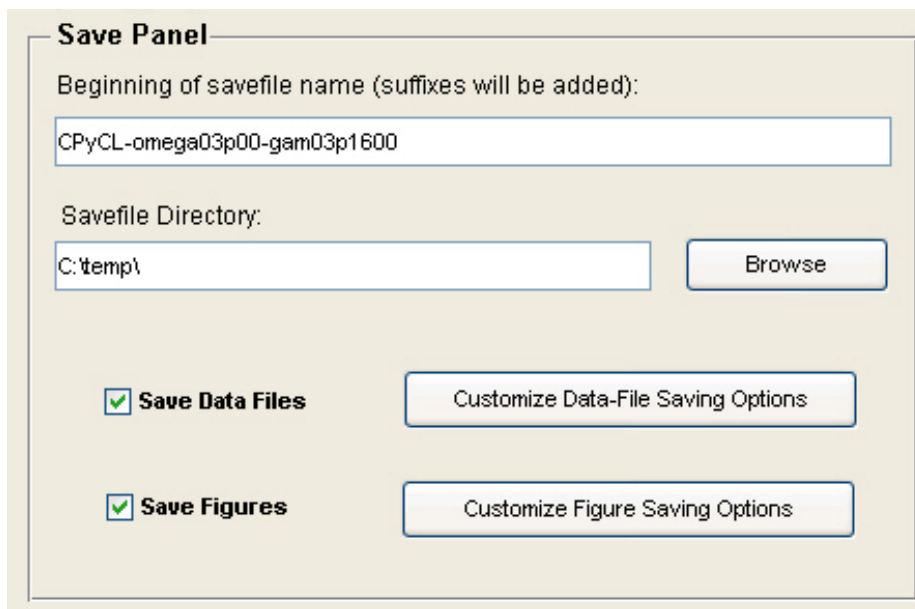 Save Panel
Beginning of savefile name (suffixes will be added):
CPyCL-omega03p00-gam03p1600
Savefile Directory:
C:\temp\
Browse
Save Data Files
Customize Data-File Saving Options
Save Figures
Customize Figure Saving Options